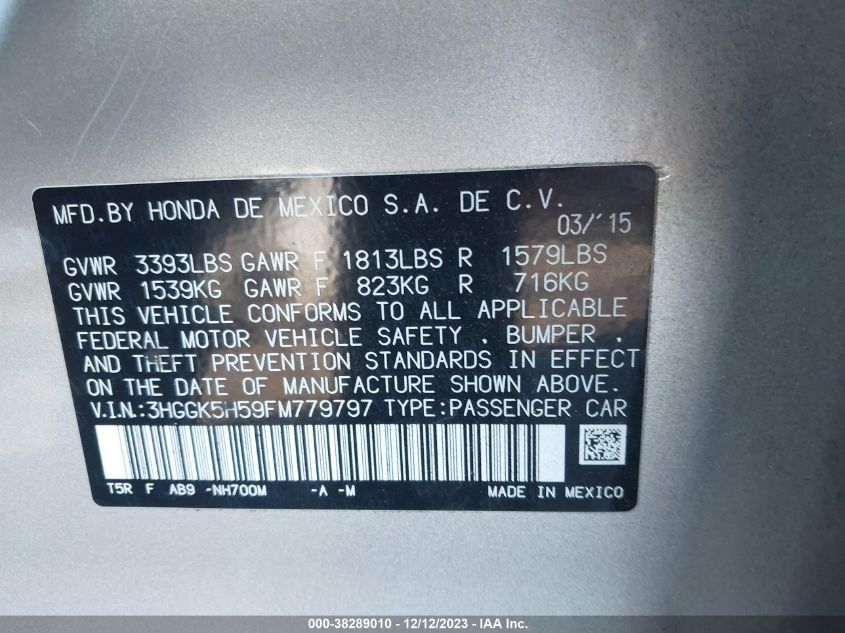 MFD.BY HONDA DE MEXICO S.A. DE C.V.
03/'15
GVWR 3393LBS GAWR F 1813LBS R 1579LBS
GVWR 1539KG GAWR F 823KG R 716KG
THIS VEHICLE CONFORMS TO ALL APPLICABLE
FEDERAL MOTOR VEHICLE SAFETY , BUMPER ,
AND THEFT PREVENTION STANDARDS IN EFFECT
ON THE DATE OF MANUFACTURE SHOWN ABOVE.
V.I.N.:3HGGK5H59FM779797 TYPE:PASSENGER CAR
T5R F AB9 -NH700M -A -M MADE IN MEXICO
000-38289010 - 12/12/2023 - IAA Inc.